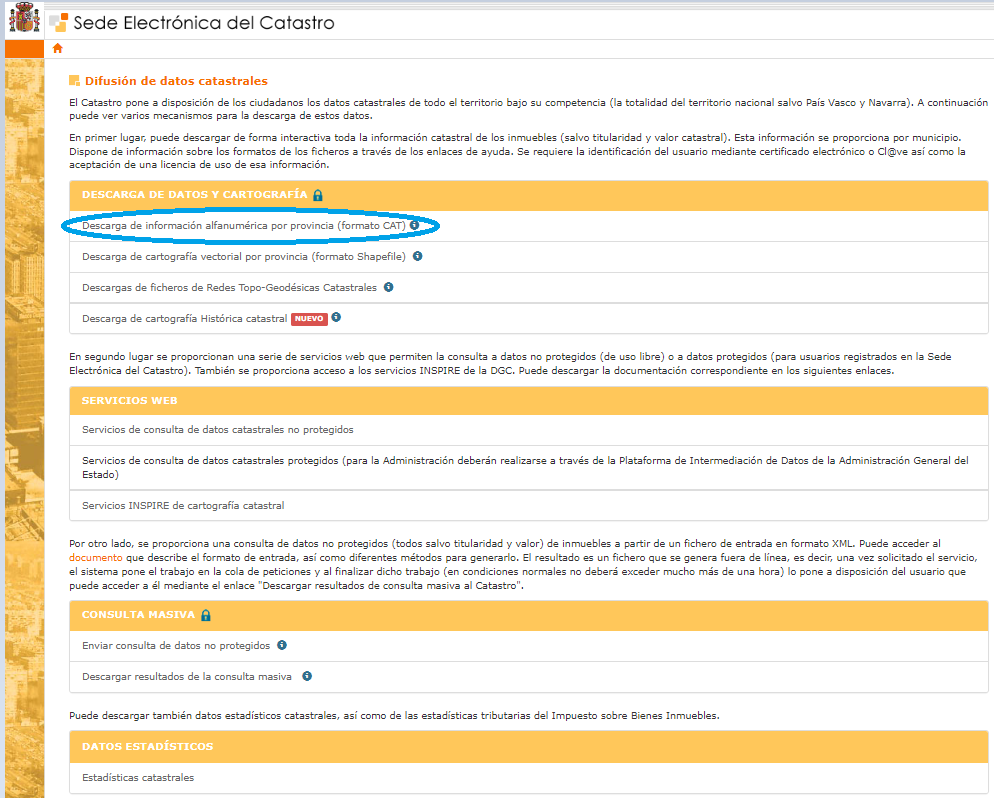 Sede Electrónica del Catastro
Difusión de datos catastrales
El Catastro pone a disposición de los ciudadanos los datos catastrales de todo el territorio bajo su competencia (la totalidad del territorio nacional salvo País Vasco y Navarra). A continuación
puede ver varios mecanismos para la descarga de estos datos.
En primer lugar, puede descargar de forma interactiva toda la información catastral de los inmuebles (salvo titularidad y valor catastral). Esta información se proporciona por municipio.
Dispone de información sobre los formatos de los ficheros a través de los enlaces de ayuda. Se requiere la identificación del usuario mediante certificado electrónico o Cl@ve así como la
aceptación de una licencia de uso de esa información.
DESCARGA DE DATOS Y CARTOGRAFÍA
Descarga de información alfanumérica por provincia (formato CAT)
Descarga de cartografía vectorial por provincia (formato Shapefile)
Descargas de ficheros de Redes Topo-Geodésicas Catastrales
Descarga de cartografía Histórica catastral NUEVO
En segundo lugar se proporcionan una serie de servicios web que permiten la consulta a datos no protegidos (de uso libre) o a datos protegidos (para usuarios registrados en la Sede
Electrónica del Catastro). También se proporciona acceso a los servicios INSPIRE de la DGC. Puede descargar la documentación correspondiente en los siguientes enlaces.
SERVICIOS WEB
Servicios de consulta de datos catastrales no protegidos
Servicios de consulta de datos catastrales protegidos (para la Administración deberán realizarse a través de la Plataforma de Intermediación de Datos de la Administración General del
Estado)
Servicios INSPIRE de cartografía catastral
Por otro lado, se proporciona una consulta de datos no protegidos (todos salvo titularidad y valor) de inmuebles a partir de un fichero de entrada en formato XML. Puede acceder al
documento que describe el formato de entrada, así como diferentes métodos para generarlo. El resultado es un fichero que se genera fuera de línea, es decir, una vez solicitado el servicio,
el sistema pone el trabajo en la cola de peticiones y al finalizar dicho trabajo (en condiciones normales no deberá exceder mucho más de una hora) lo pone a disposición del usuario que
puede acceder a él mediante el enlace "Descargar resultados de consulta masiva al Catastro".
CONSULTA MASIVA
Enviar consulta de datos no protegidos
Descargar resultados de la consulta masiva
Puede descargar también datos estadísticos catastrales, así como de las estadísticas tributarias del Impuesto sobre Bienes Inmuebles.
DATOS ESTADÍSTICOS
Estadísticas catastrales